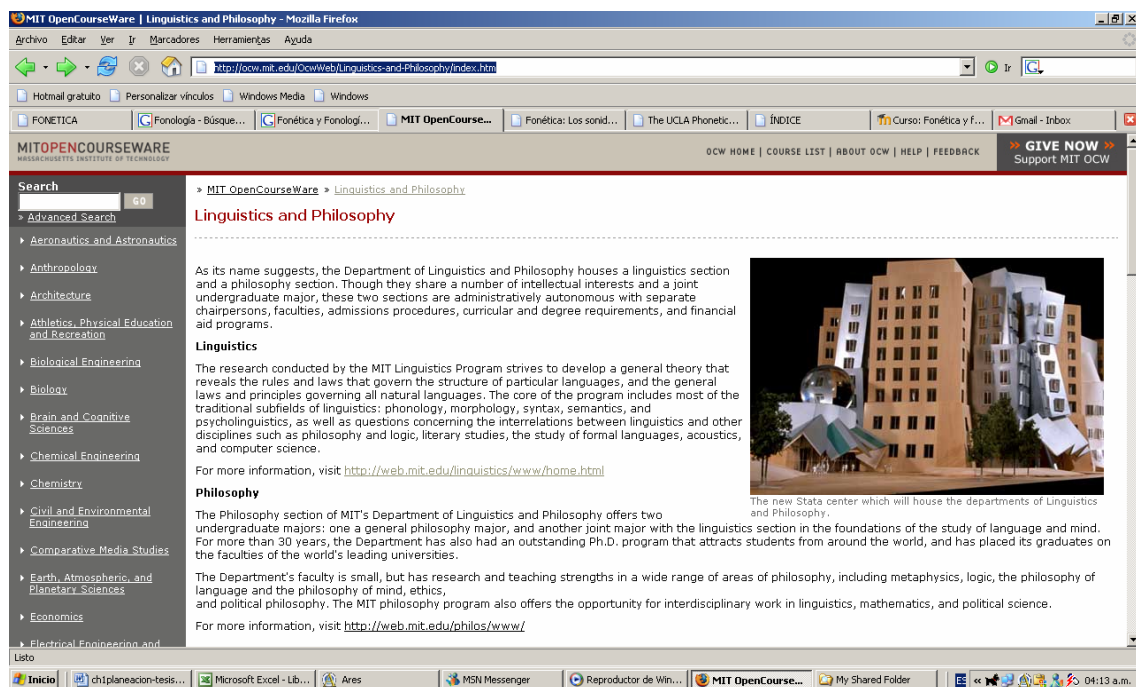 MIT OpenCourseWare | Linguistics and Philosophy - Mozilla Firefox
Archivo Editar Ver Ir Marcadores Herramientas Ayuda
http://ocw.mit.edu/OcwWeb/Linguistics-and-Philosophy/index.htm
Ir
Hotmail gratuito Personalizar vínculos Windows Media Windows
FONETICA Fonología - Búsque... Fonética y Fonologí... MIT OpenCourse... Fonética: Los sonid... The UCLA Phonetic... ÍNDICE Curso: Fonética y f... Gmail - Inbox
MITOPENCOURSEWARE
MASSACHUSETTS INSTITUTE OF TECHNOLOGY
OCW HOME | COURSE LIST | ABOUT OCW | HELP | FEEDBACK
» GIVE NOW »
Support MIT OCW
Search
GO
» Advanced Search
Aeronautics and Astronautics
Anthropology
Architecture
Athletics, Physical Education
and Recreation
Biological Engineering
Biology
Brain and Cognitive
Sciences
Chemical Engineering
Chemistry
Civil and Environmental
Engineering
Comparative Media Studies
Earth, Atmospheric, and
Planetary Sciences
Economics
Electrical Engineering and
» MIT OpenCourseWare » Linguistics and Philosophy
Linguistics and Philosophy
As its name suggests, the Department of Linguistics and Philosophy houses a linguistics section
and a philosophy section. Though they share a number of intellectual interests and a joint
undergraduate major, these two sections are administratively autonomous with separate
chairpersons, faculties, admissions procedures, curricular and degree requirements, and financial
aid programs.
Linguistics
The research conducted by the MIT Linguistics Program strives to develop a general theory that
reveals the rules and laws that govern the structure of particular languages, and the general
laws and principles governing all natural languages. The core of the program includes most of the
traditional subfields of linguistics: phonology, morphology, syntax, semantics, and
psycholinguistics, as well as questions concerning the interrelations between linguistics and other
disciplines such as philosophy and logic, literary studies, the study of formal languages, acoustics,
and computer science.
For more information, visit http://web.mit.edu/linguistics/www/home.html
The new Stata center which will house the departments of Linguistics
and Philosophy.
Philosophy
The Philosophy section of MIT's Department of Linguistics and Philosophy offers two
undergraduate majors: one a general philosophy major, and another joint major with the linguistics section in the foundations of the study of language and mind.
For more than 30 years, the Department has also had an outstanding Ph.D. program that attracts students from around the world, and has placed its graduates on
the faculties of the world's leading universities.
The Department's faculty is small, but has research and teaching strengths in a wide range of areas of philosophy, including metaphysics, logic, the philosophy of
language and the philosophy of mind, ethics,
and political philosophy. The MIT philosophy program also offers the opportunity for interdisciplinary work in linguistics, mathematics, and political science.
For more information, visit http://web.mit.edu/philos/www/
Listo
Inicio ch1planeacion-tesis... Microsoft Excel - Lib... Ares MSN Messenger Reproductor de Win... MIT OpenCourse... My Shared Folder ES « 04:13 a.m.